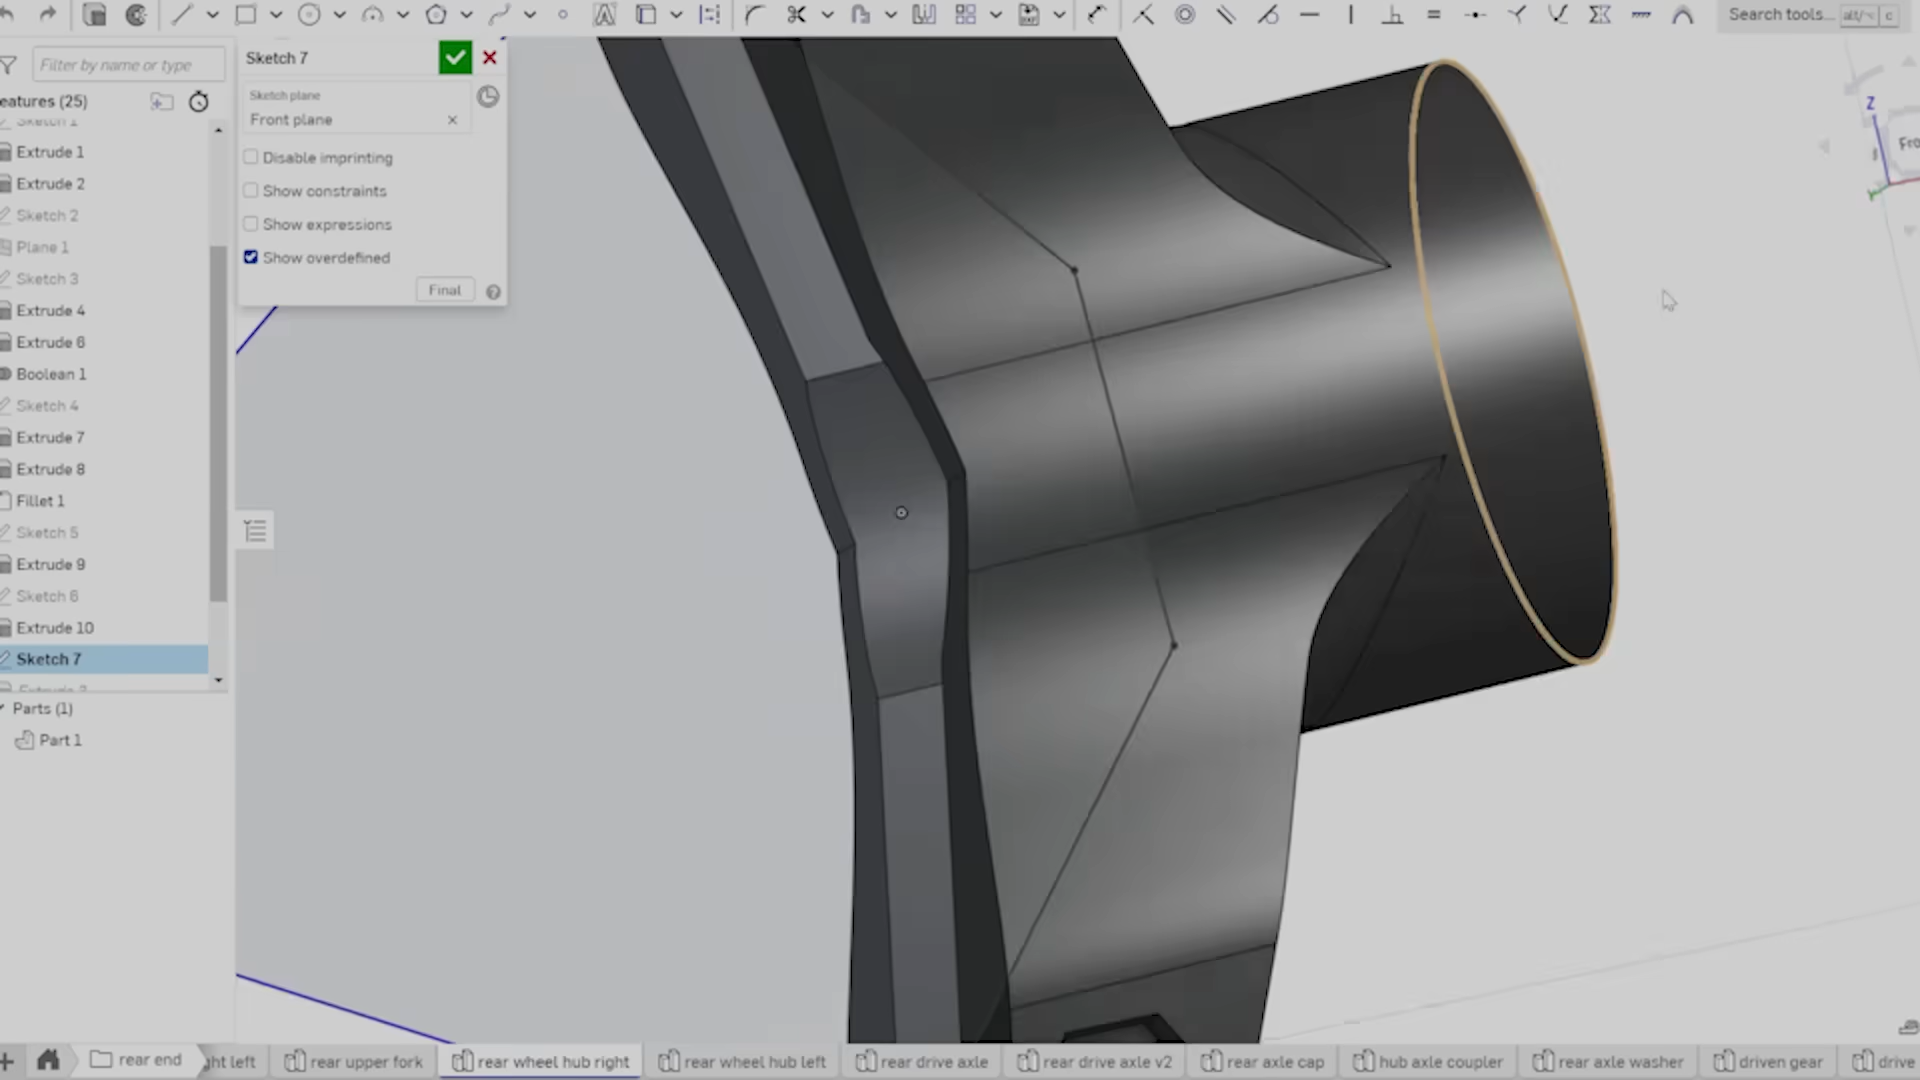 Search tools... alt/⌥ c
Filter by name or type
eatures (25)
Sketch 1
Extrude 1
Extrude 2
Sketch 2
Plane 1
Sketch 3
Extrude 4
Extrude 6
Boolean 1
Sketch 4
Extrude 7
Extrude 8
Fillet 1
Sketch 5
Extrude 9
Sketch 6
Extrude 10
Sketch 7
Parts (1)
Part 1
Sketch 7
Sketch plane
Front plane
Disable imprinting
Show constraints
Show expressions
Show overdefined
Final
Z
Fro
Y
rear end
ght left
rear upper fork
rear wheel hub right
rear wheel hub left
rear drive axle
rear drive axle v2
rear axle cap
hub axle coupler
rear axle washer
driven gear
drive